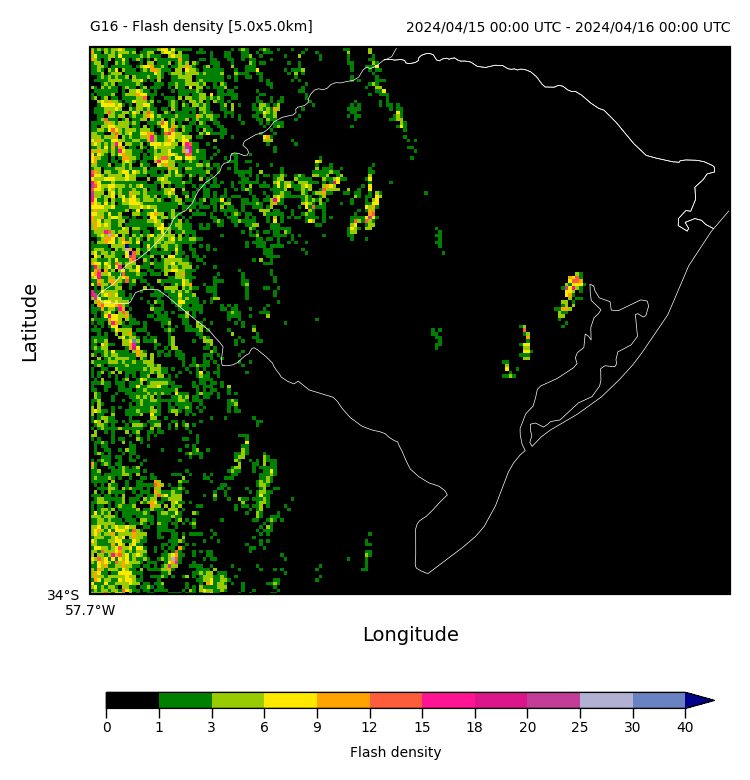 G16 - Flash density [5.0x5.0km] 2024/04/15 00:00 UTC - 2024/04/16 00:00 UTC
Latitude
34°S
57.7°W
Longitude
0 1 3 6 9 12 15 18 20 25 30 40
Flash density